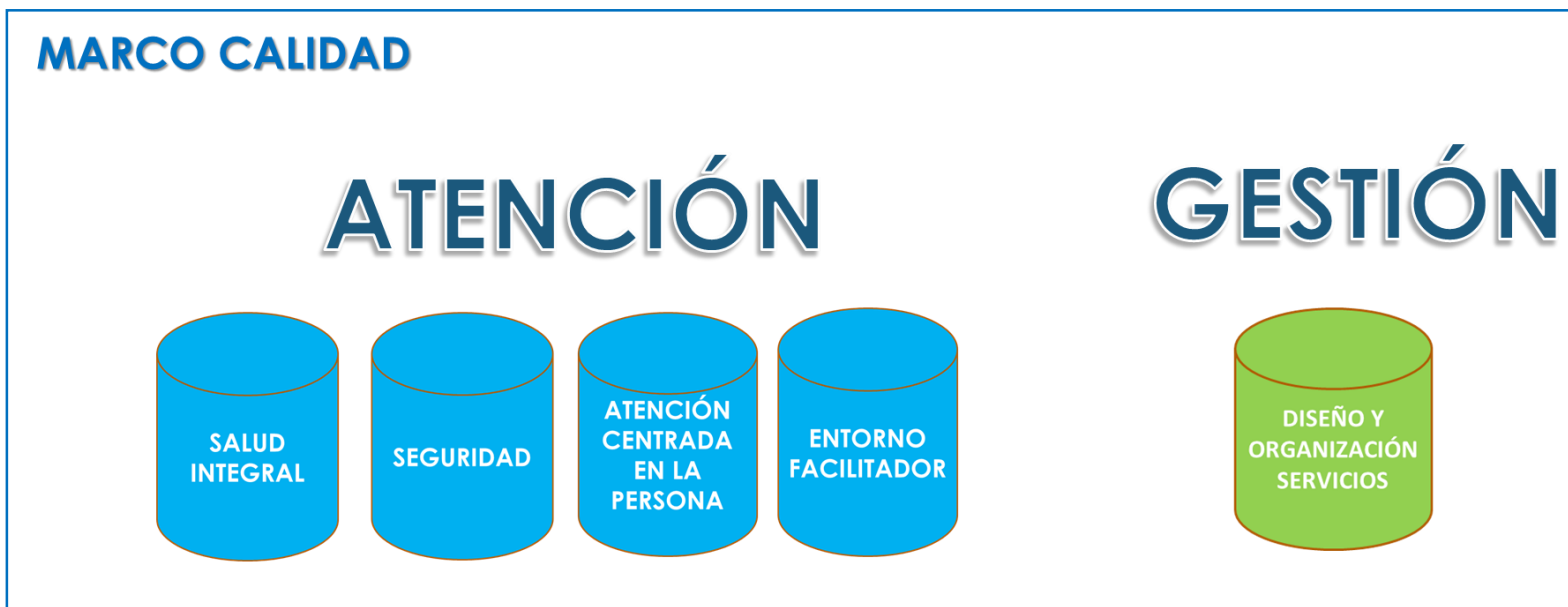 MARCO CALIDAD
ATENCIÓN
GESTIÓN
SALUD
INTEGRAL
SEGURIDAD
ATENCIÓN
CENTRADA
EN LA
PERSONA
ENTORNO
FACILITADOR
DISEÑO Y
ORGANIZACIÓN
SERVICIOS